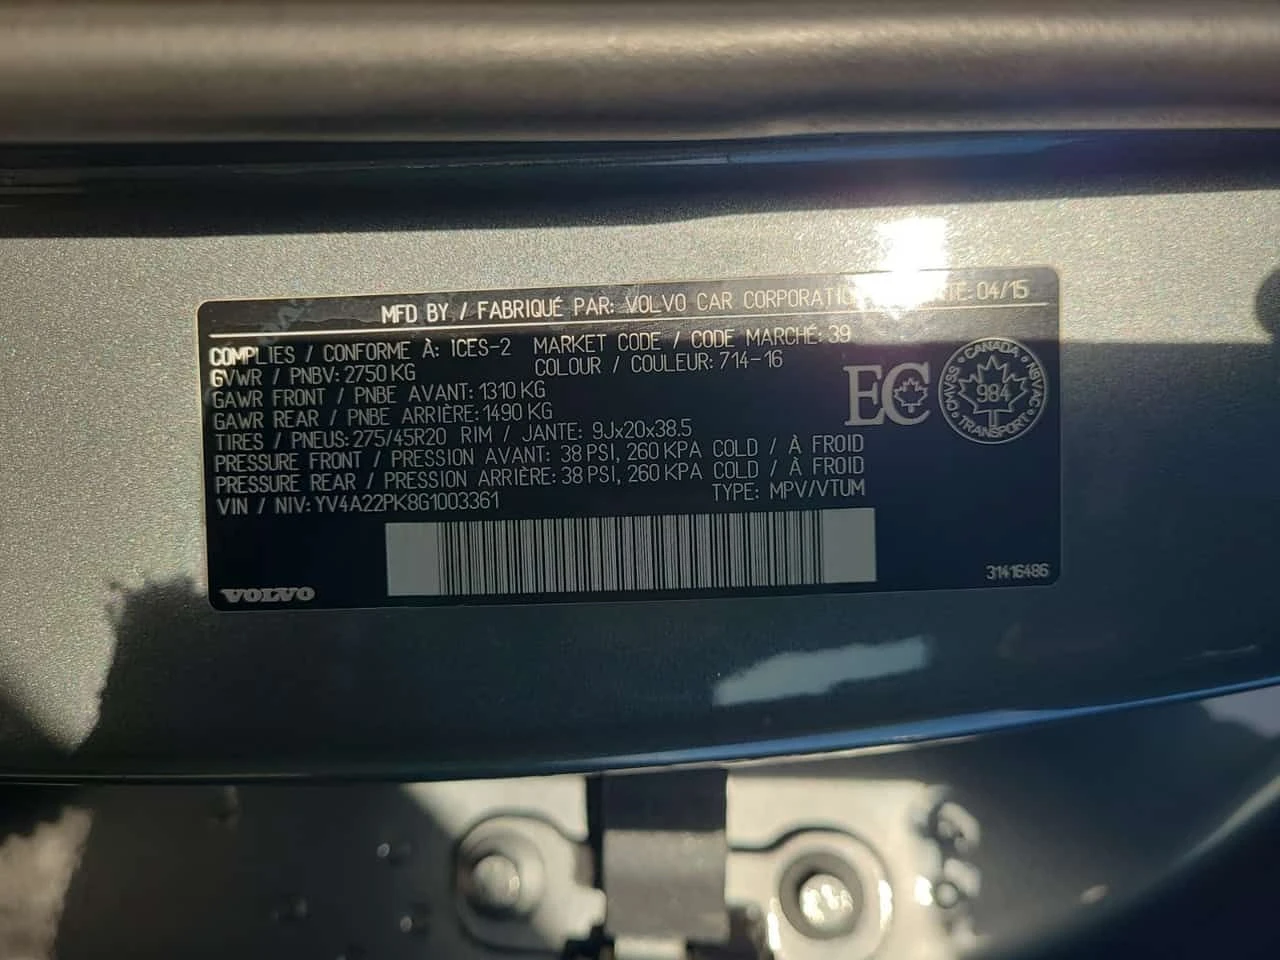 MFD BY / FABRIQUÉ PAR: VOLVO CAR CORPORATIO DATE: 04/15
COMPLIES / CONFORME À: ICES-2 MARKET CODE / CODE MARCHÉ: 39
GVWR / PNBV: 2750 KG COLOUR / COULEUR: 714-16
GAWR FRONT / PNBE AVANT: 1310 KG
GAWR REAR / PNBE ARRIÈRE: 1490 KG
TIRES / PNEUS: 275/45R20 RIM / JANTE: 9Jx20x38.5
PRESSURE FRONT / PRESSION AVANT: 38 PSI, 260 KPA COLD / À FROID
PRESSURE REAR / PRESSION ARRIÈRE: 38 PSI, 260 KPA COLD / À FROID
VIN / NIV: YV4A22PK8G1003361 TYPE: MPV/VTUM
EC
CANADA
CMVSS NSVAC
984
TRANSPORT
31416486
VOLVO